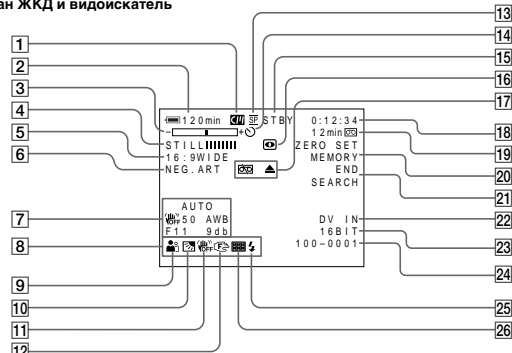 ан ЖКД и видоискатель
1
2
3
4
5
6
7
8
9
10
11
12
13
14
15
16
17
18
19
20
21
22
23
24
25
26
120min SP STBY 0:12:34
− + 12min
STILL ZERO SET
16:9WIDE MEMORY
NEG.ART END
SEARCH
AUTO
OFF 50 AWB DV IN
F11 9db 16BIT
OFF F 100–0001